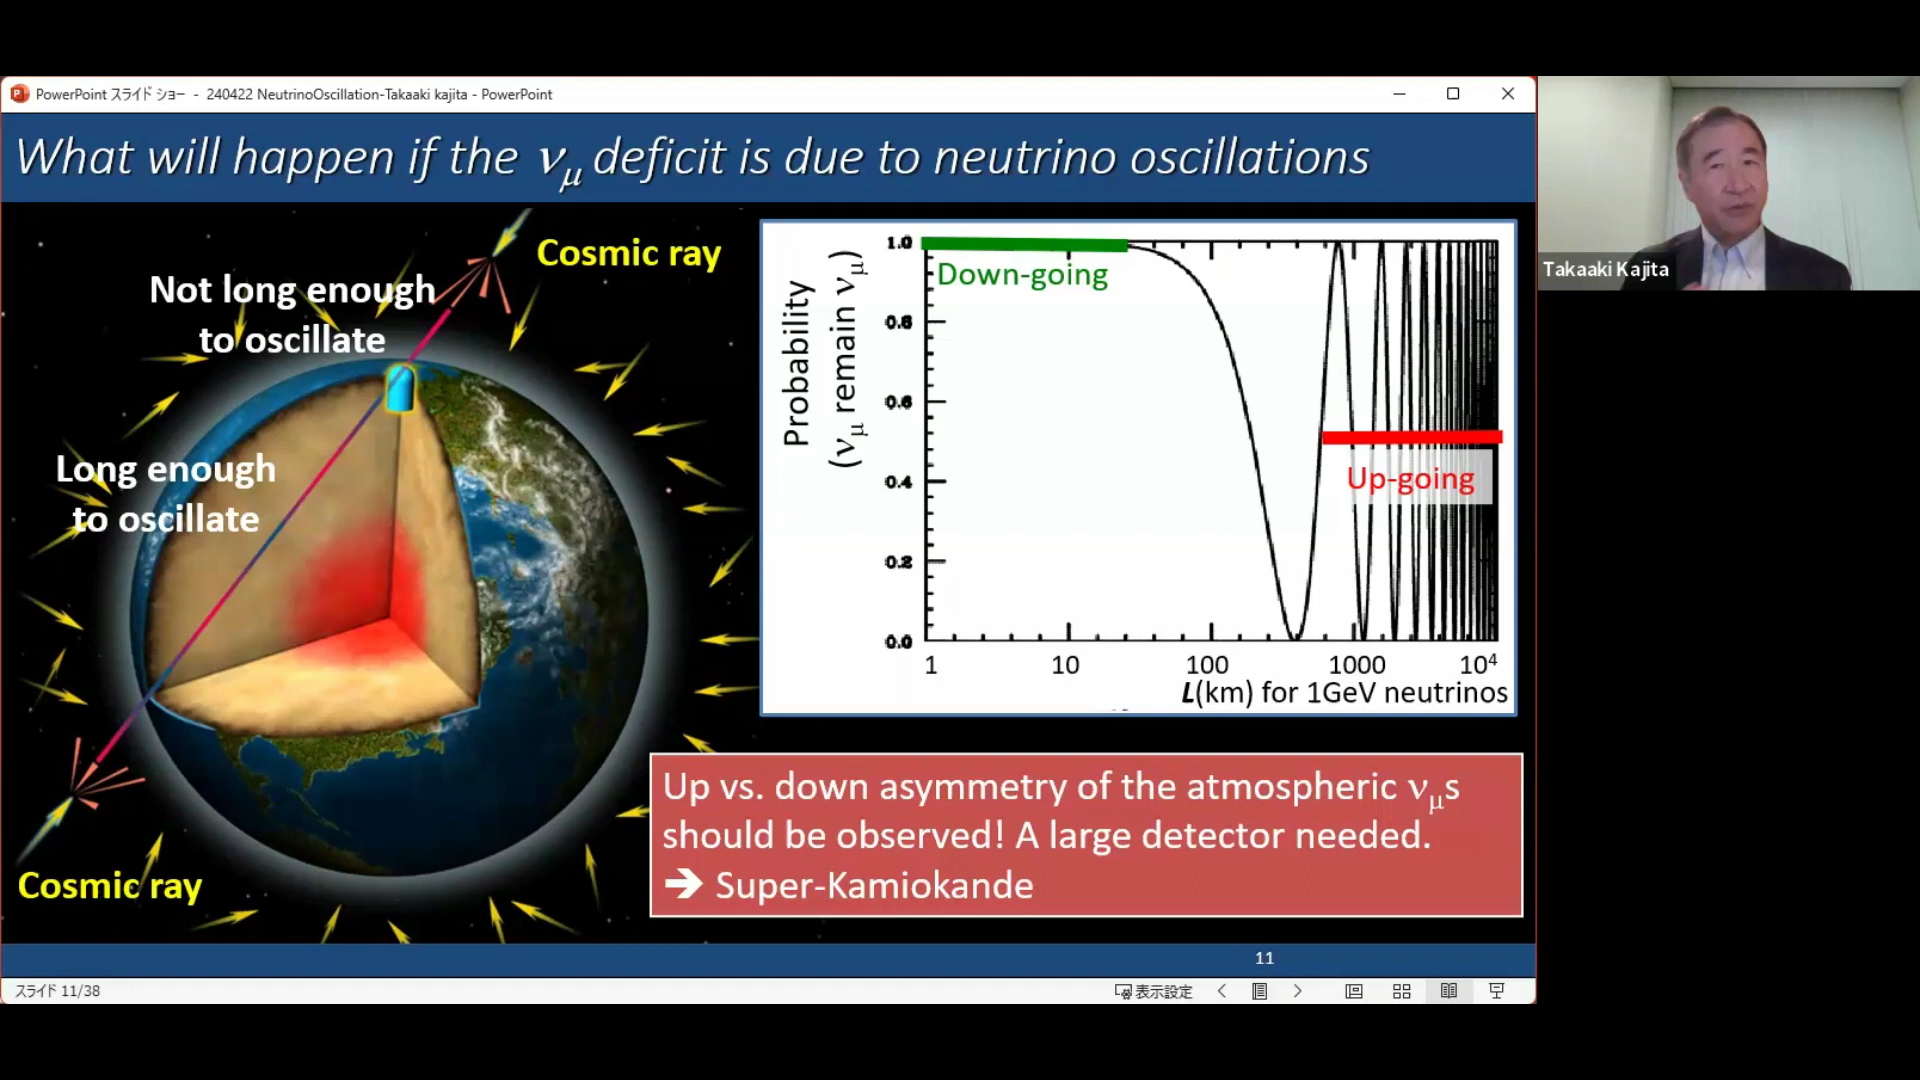 PowerPoint スライド ショー - 240422 NeutrinoOscillation-Takaaki kajita - PowerPoint
What will happen if the νμ deficit is due to neutrino oscillations
Cosmic ray
Not long enough
to oscillate
Long enough
to oscillate
Cosmic ray
Probability
(νμ remain νμ)
1.0
0.8
0.6
0.4
0.2
0.0
Down-going
Up-going
1 10 100 1000 10⁴
L(km) for 1GeV neutrinos
Up vs. down asymmetry of the atmospheric νμs
should be observed! A large detector needed.
➔ Super-Kamiokande
11
スライド 11/38
表示設定
Takaaki Kajita